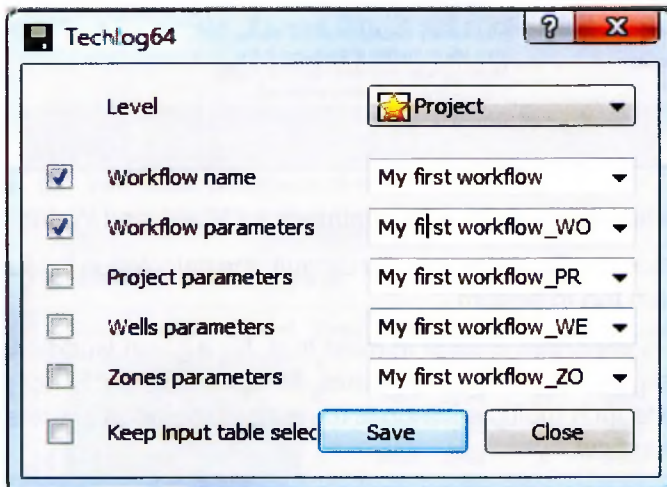 Techlog64 ?
Level Project
Workflow name My first workflow
Workflow parameters My first workflow_WO
Project parameters My first workflow_PR
Wells parameters My first workflow_WE
Zones parameters My first workflow_ZO
Keep Input table selec Save Close